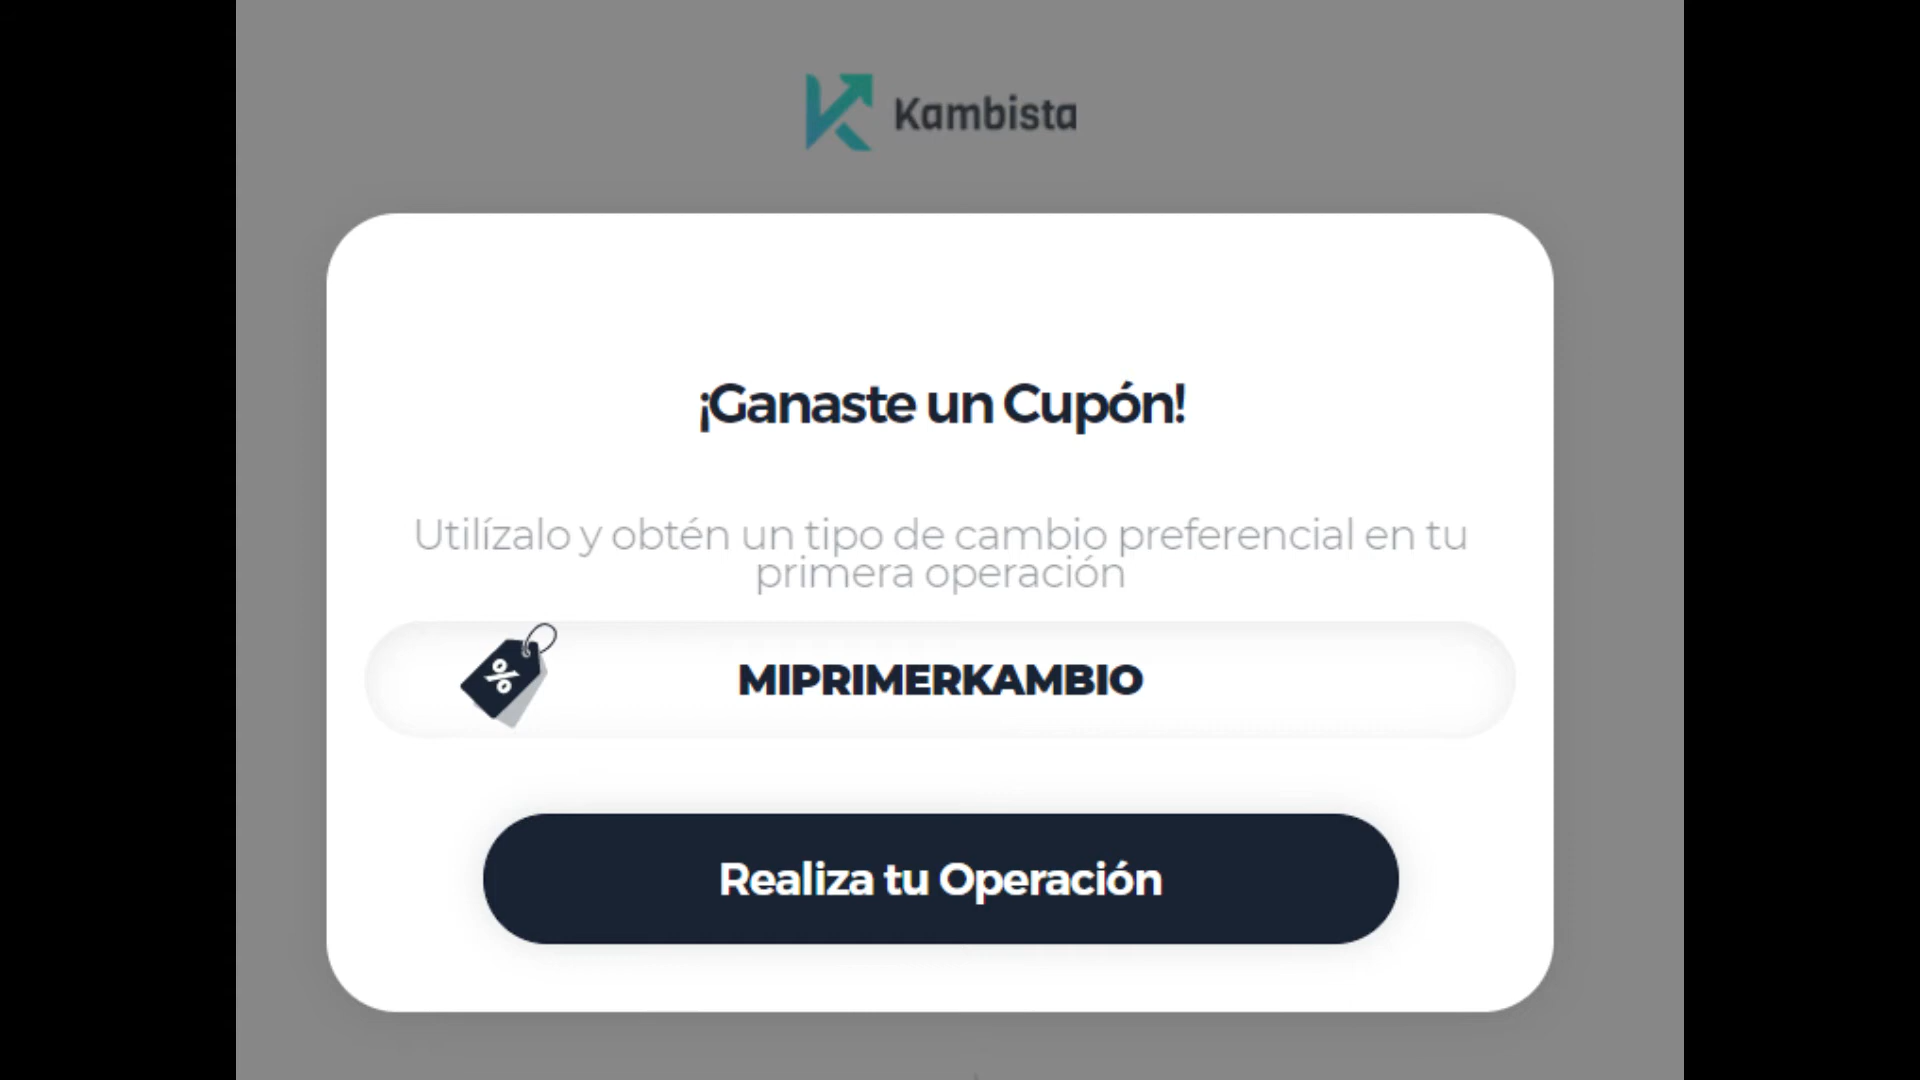 Kambista
¡Ganaste un Cupón!
Utilízalo y obtén un tipo de cambio preferencial en tu
primera operación
%
MIPRIMERKAMBIO
Realiza tu Operación